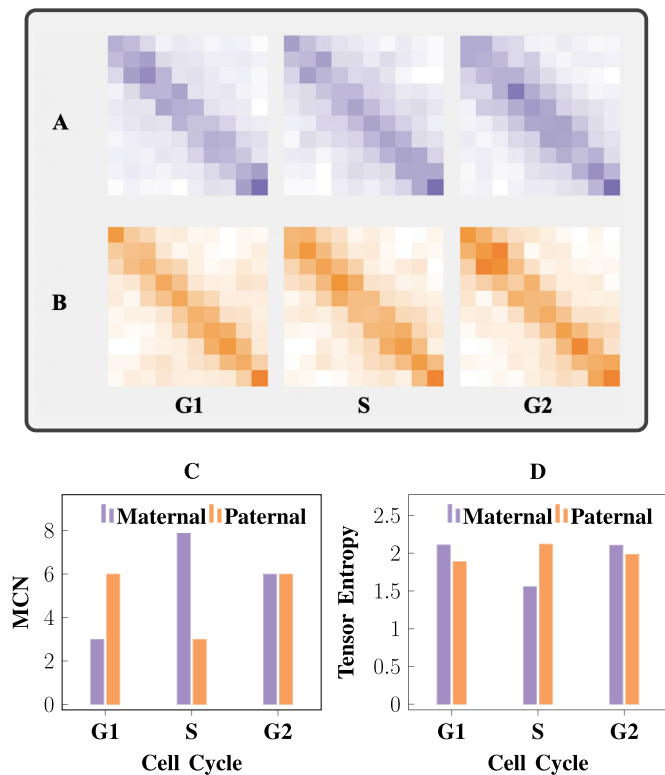 A
B
G1 S G2
C
MCN
8
6
4
2
0
Maternal Paternal
G1 S G2
Cell Cycle
D
Tensor Entropy
2.5
2
1.5
1
0.5
0
Maternal Paternal
G1 S G2
Cell Cycle